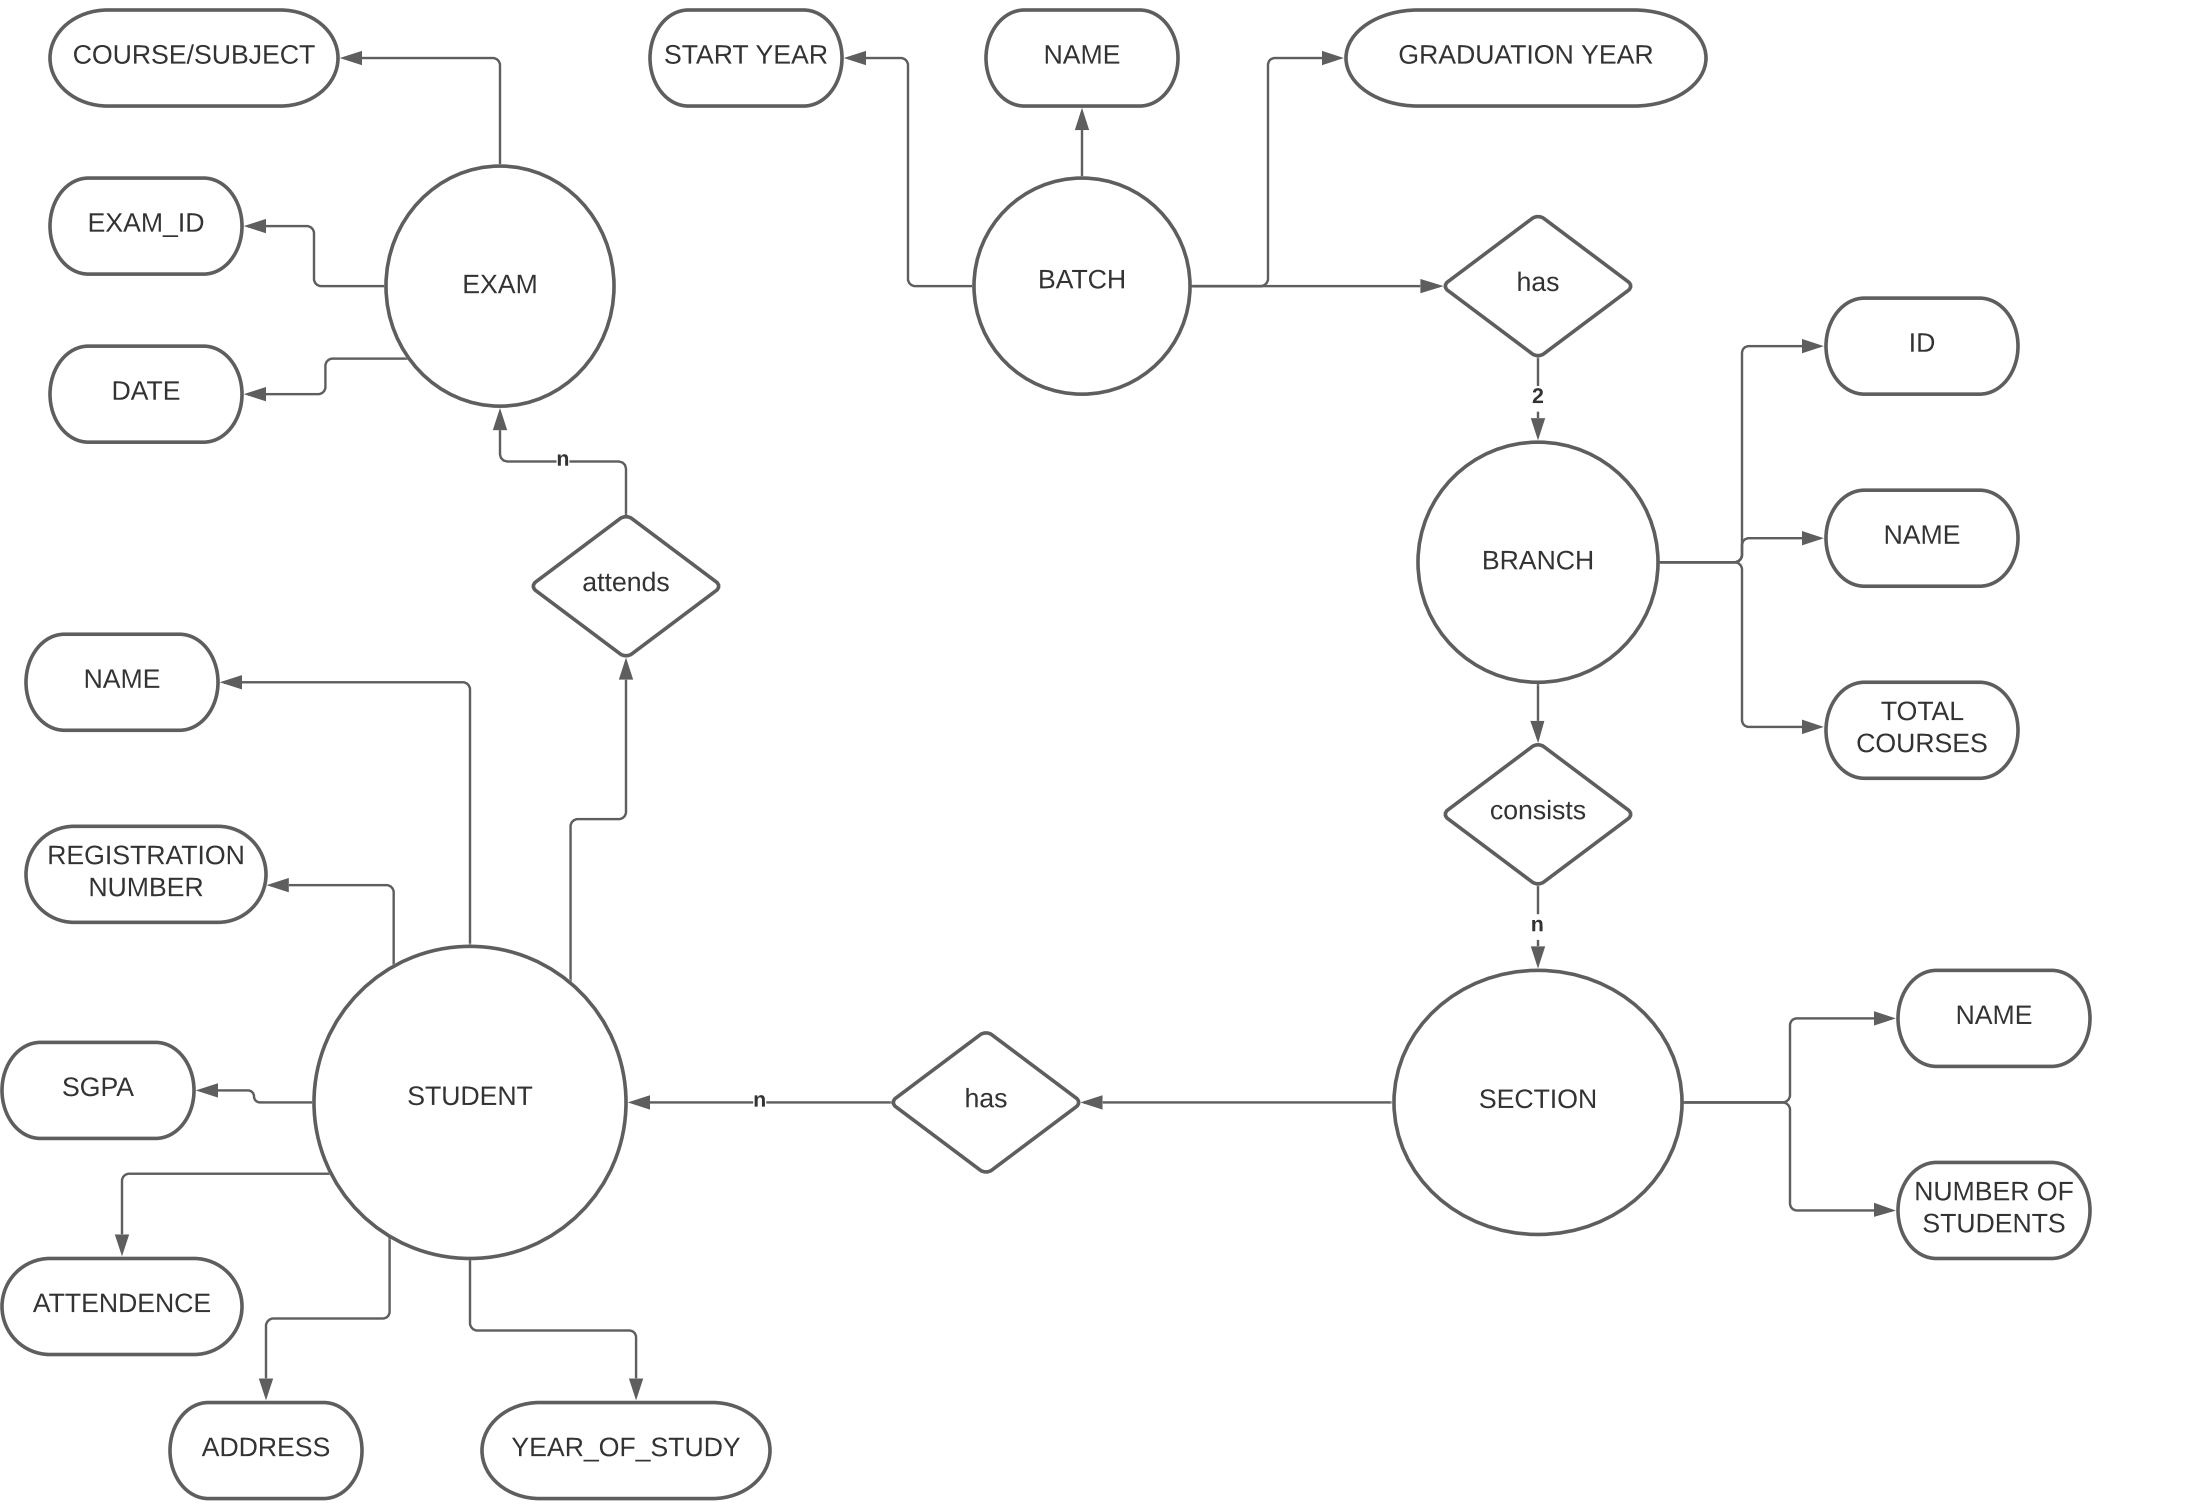 COURSE/SUBJECT
START YEAR
NAME
GRADUATION YEAR
EXAM_ID
EXAM
BATCH
has
ID
DATE
2
n
NAME
BRANCH
attends
NAME
TOTAL
COURSES
consists
REGISTRATION
NUMBER
n
NAME
SGPA
STUDENT
n
has
SECTION
NUMBER OF
STUDENTS
ATTENDENCE
ADDRESS
YEAR_OF_STUDY